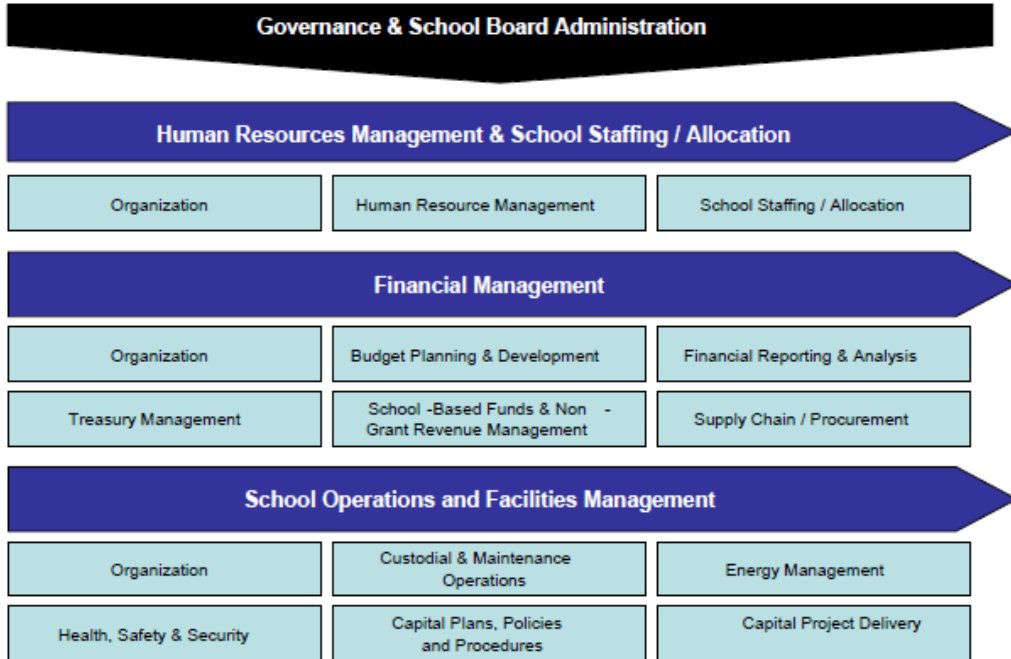 Governance & School Board Administration
Human Resources Management & School Staffing / Allocation
Organization
Human Resource Management
School Staffing / Allocation
Financial Management
Organization
Budget Planning & Development
Financial Reporting & Analysis
Treasury Management
School -Based Funds & Non -
Grant Revenue Management
Supply Chain / Procurement
School Operations and Facilities Management
Organization
Custodial & Maintenance
Operations
Energy Management
Health, Safety & Security
Capital Plans, Policies
and Procedures
Capital Project Delivery